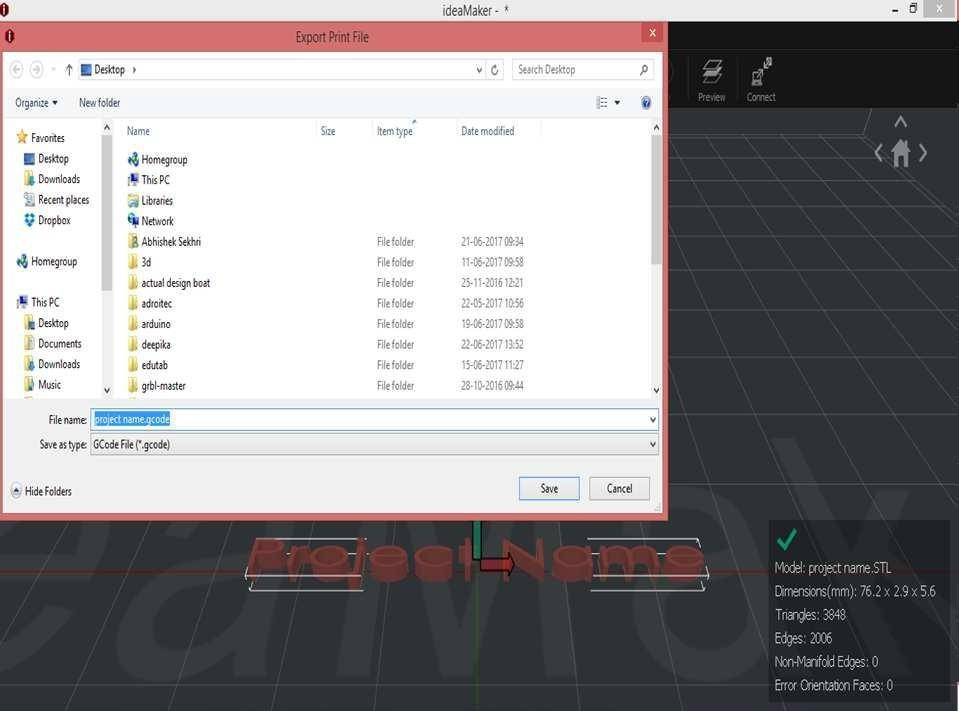 ideaMaker - *
Export Print File
x
X
Desktop
Search Desktop
Preview
Connect
Organize
New folder
Name
Size
Item type
Date modified
Favorites
Desktop
Downloads
Recent places
Dropbox
Homegroup
This PC
Desktop
Documents
Downloads
Music
Homegroup
This PC
Libraries
Network
Abhishek Sekhri File folder 21-06-2017 09:34
3d File folder 11-06-2017 09:58
actual design boat File folder 25-11-2016 12:21
adroitec File folder 22-05-2017 10:56
arduino File folder 19-06-2017 09:58
deepika File folder 22-06-2017 13:52
edutab File folder 15-06-2017 11:27
grbl-master File folder 28-10-2016 09:44
File name: project name.gcode
Save as type: GCode File (*.gcode)
Hide Folders
Save
Cancel
Project Name
Model: project name.STL
Dimensions(mm): 76.2 x 2.9 x 5.6
Triangles: 3848
Edges: 2006
Non-Manifold Edges: 0
Error Orientation Faces: 0